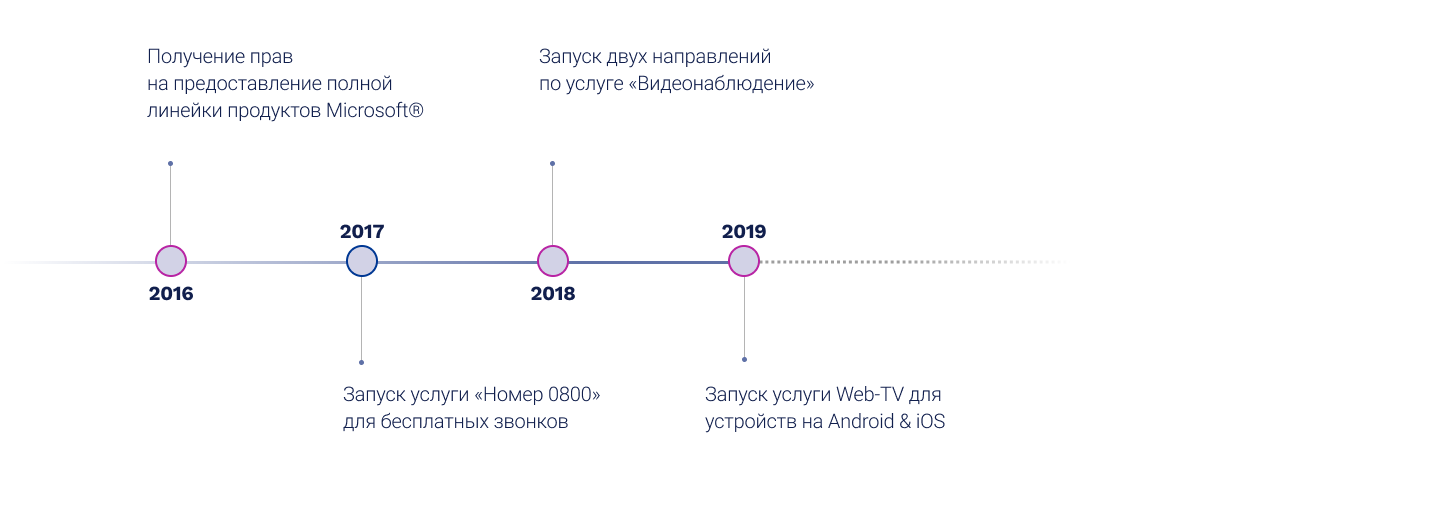 Получение прав
на предоставление полной
линейки продуктов Microsoft®
Запуск двух направлений
по услуге «Видеонаблюдение»
2017
2019
2016
2018
Запуск услуги «Номер 0800»
для бесплатных звонков
Запуск услуги Web-TV для
устройств на Android & iOS